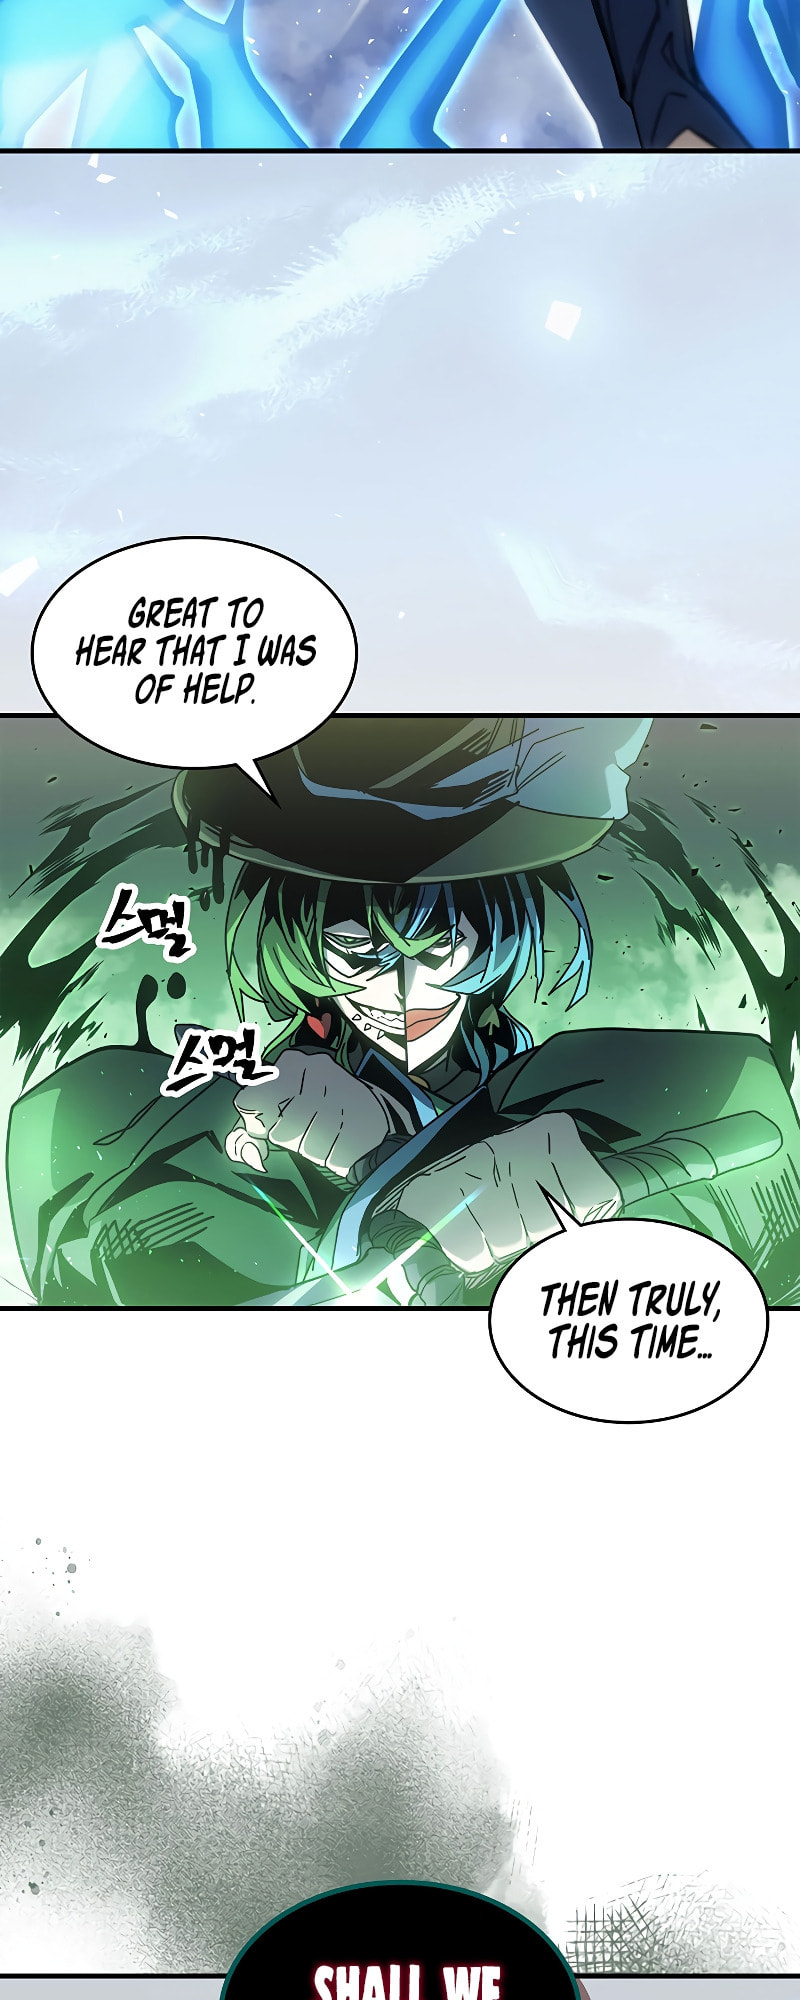 GREAT TO
HEAR THAT I WAS
OF HELP.
스멀
스멀
THEN TRULY,
THIS TIME...
SHALL WE